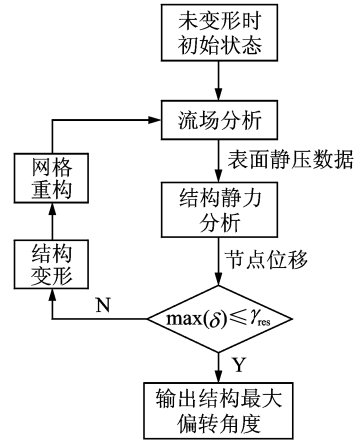 未变形时
初始状态
流场分析
表面静压数据
网格
重构
结构静力
分析
结构
变形
节点位移
N
max(δ)≤γres
Y
输出结构最大
偏转角度